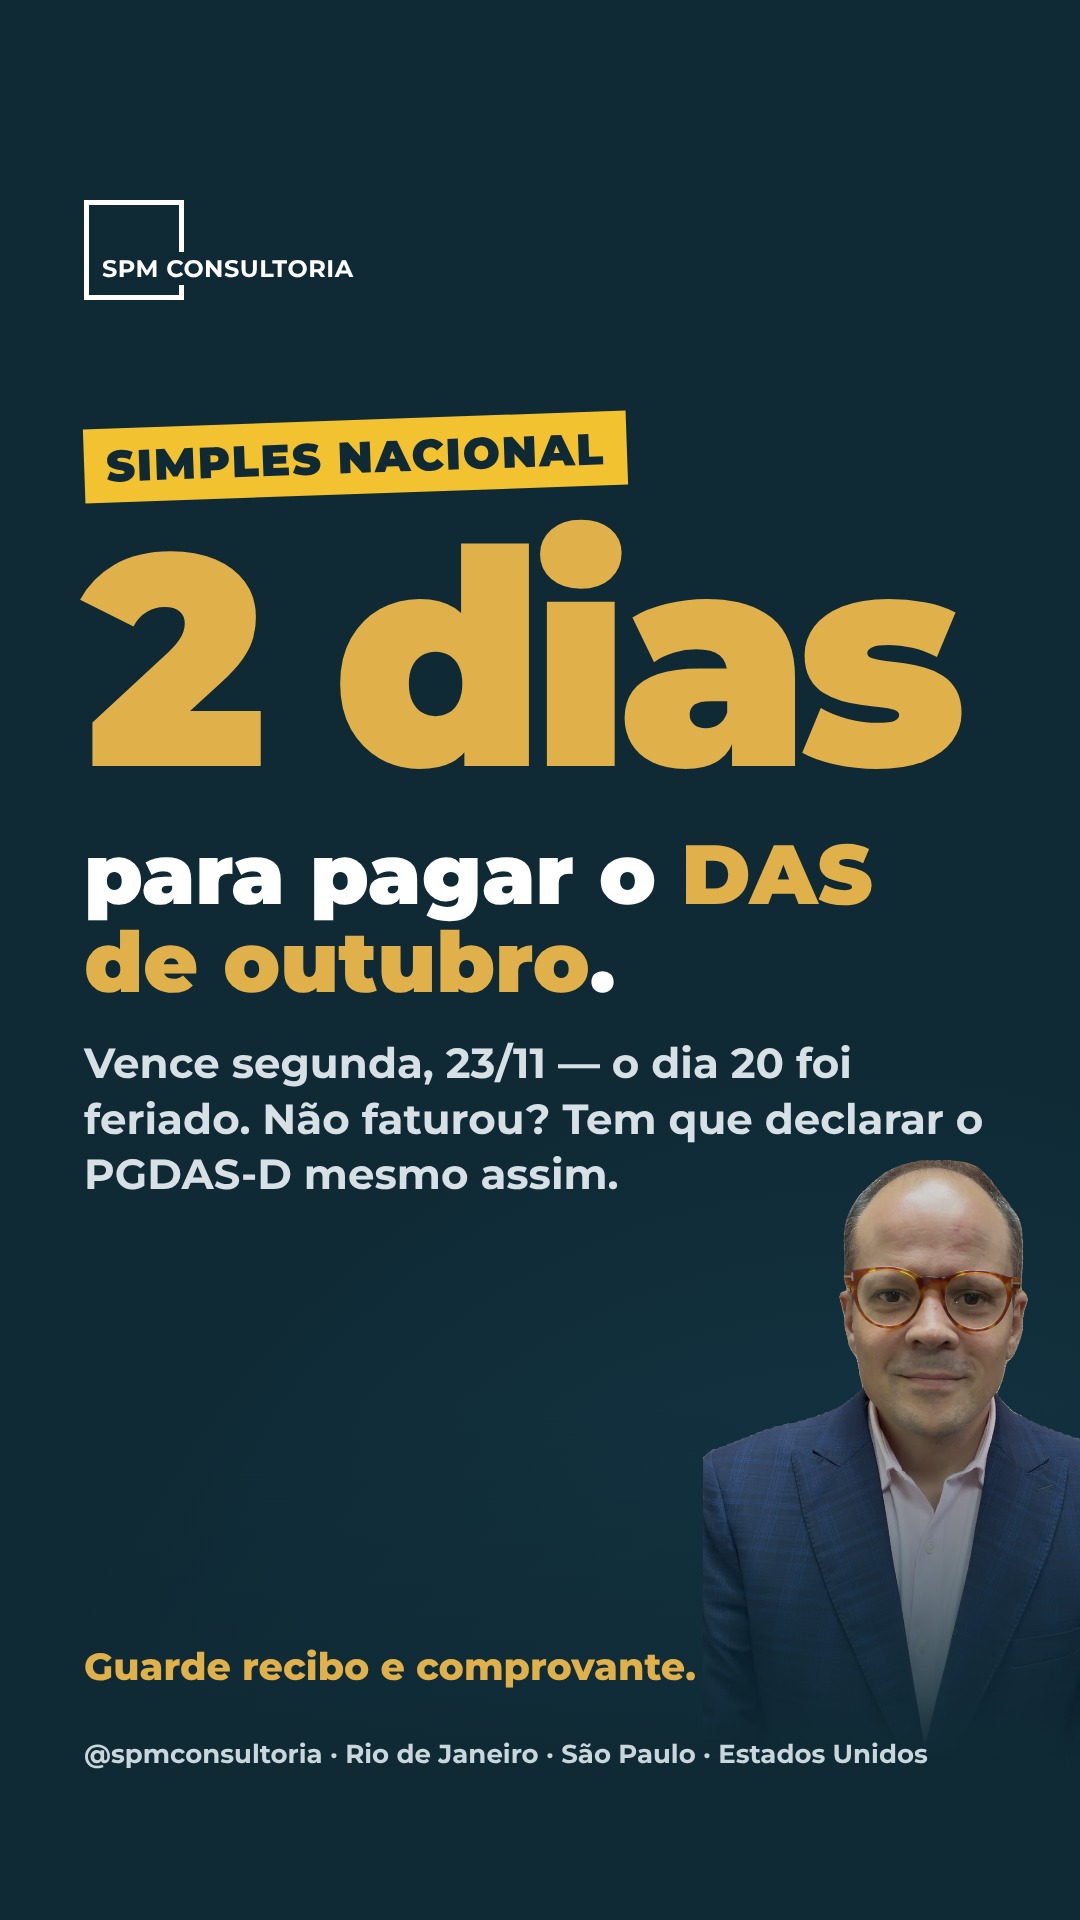 SPM CONSULTORIA
SIMPLES NACIONAL
2 dias
para pagar o DAS
de outubro.
Vence segunda, 23/11 — o dia 20 foi
feriado. Não faturou? Tem que declarar o
PGDAS-D mesmo assim.
Guarde recibo e comprovante.
@spmconsultoria · Rio de Janeiro · São Paulo · Estados Unidos